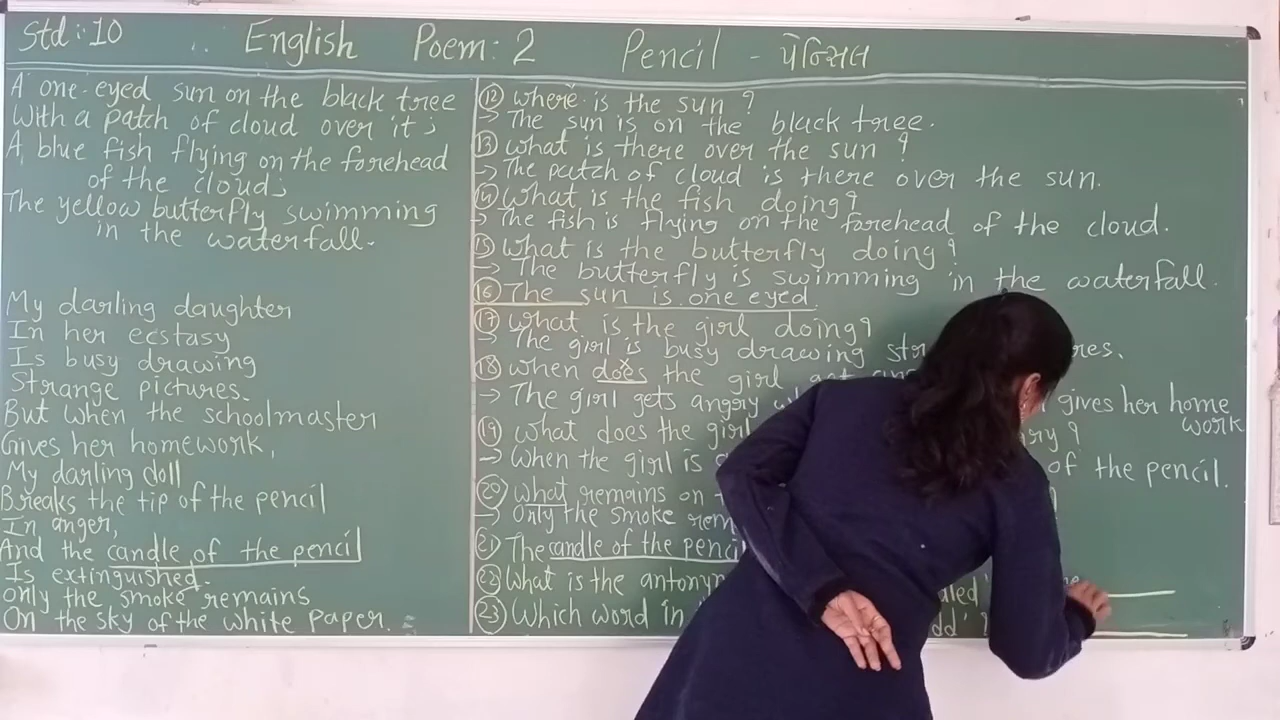 Std: 10
English Poem: 2 Pencil - પેન્સિલ
A one-eyed sun on the black tree
With a patch of cloud over it;
A blue fish flying on the forehead
of the cloud;
The yellow butterfly swimming
in the waterfall.
My darling daughter
In her ecstasy
Is busy drawing
Strange pictures.
But when the schoolmaster
Gives her homework,
My darling doll
Breaks the tip of the pencil
In anger,
And the candle of the pencil
Is extinguished.
only the smoke remains
On the sky of the white paper.
12 where is the sun ?
→ The sun is on the black tree.
13 what is there over the sun ?
→ The patch of cloud is there over the sun.
14 What is the fish doing?
→ The fish is flying on the forehead of the cloud.
15 What is the butterfly doing?
→ The butterfly is swimming in the waterfall.
16 The sun is one eyed.
17 what is the girl doing?
→ The girl is busy drawing
18 when does the girl
→ The girl gets angry gives her home
work
19 what does the girl ?
→ When the girl is of the pencil.
20 what remains on
→ only the smoke
21 The candle of the
22 What is the
23 Which word in